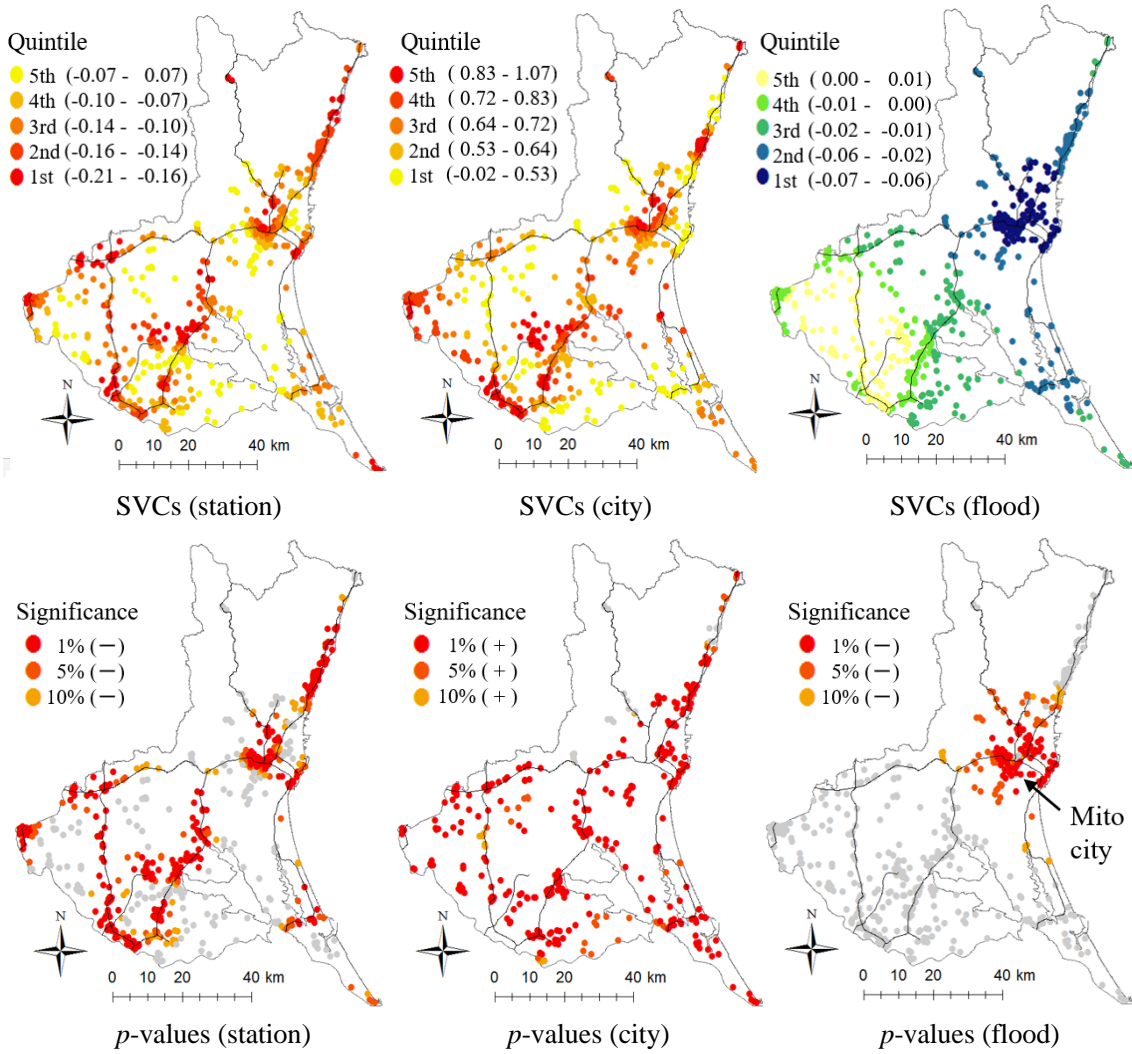 Quintile
5th (-0.07 - 0.07)
4th (-0.10 - -0.07)
3rd (-0.14 - -0.10)
2nd (-0.16 - -0.14)
1st (-0.21 - -0.16)
N
0 10 20 40 km
SVCs (station)
Quintile
5th ( 0.83 - 1.07)
4th ( 0.72 - 0.83)
3rd ( 0.64 - 0.72)
2nd ( 0.53 - 0.64)
1st (-0.02 - 0.53)
N
0 10 20 40 km
SVCs (city)
Quintile
5th ( 0.00 - 0.01)
4th (-0.01 - 0.00)
3rd (-0.02 - -0.01)
2nd (-0.06 - -0.02)
1st (-0.07 - -0.06)
N
0 10 20 40 km
SVCs (flood)
Significance
1% (－)
5% (－)
10% (－)
N
0 10 20 40 km
p-values (station)
Significance
1% (+)
5% (+)
10% (+)
N
0 10 20 40 km
p-values (city)
Significance
1% (－)
5% (－)
10% (－)
Mito
city
N
0 10 20 40 km
p-values (flood)